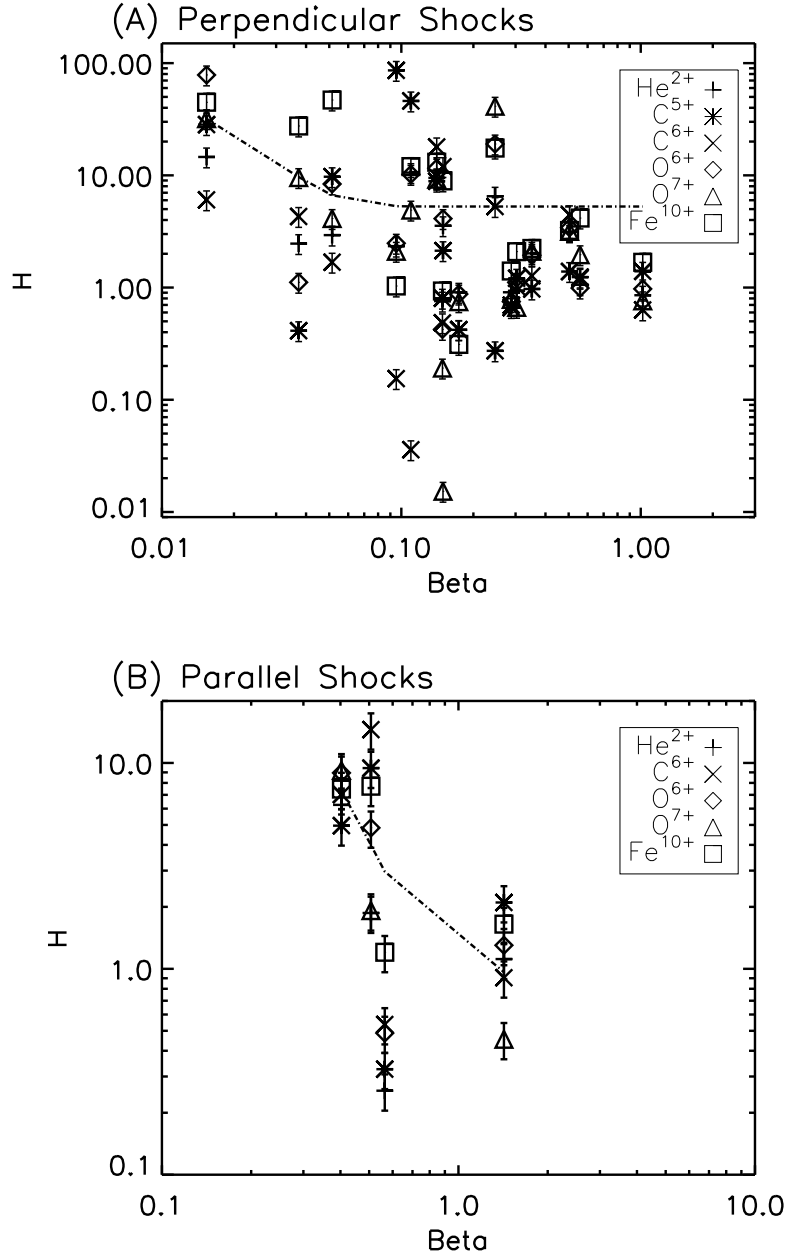 (A) Perpendicular Shocks
100.00
10.00
1.00
0.10
0.01
H
He2+
C5+
C6+
O6+
O7+
Fe10+
0.01 0.10 1.00
Beta
(B) Parallel Shocks
10.0
1.0
0.1
H
He2+
C6+
O6+
O7+
Fe10+
0.1 1.0 10.0
Beta